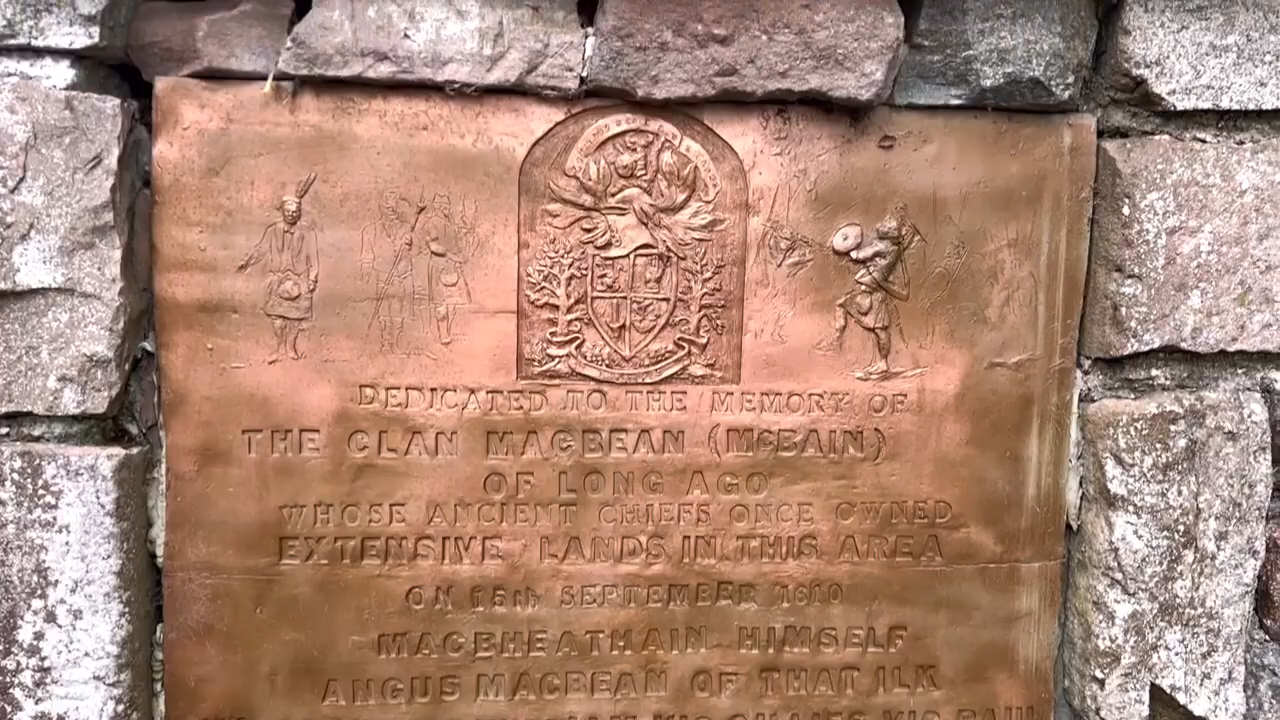 DEDICATED TO THE MEMORY OF
THE CLAN MACBEAN (McBAIN)
OF LONG AGO
WHOSE ANCIENT CHIEFS ONCE OWNED
EXTENSIVE LANDS IN THIS AREA
ON 15th SEPTEMBER 1610
MACBHEATHAIN HIMSELF
ANGUS MACBEAN OF THAT ILK